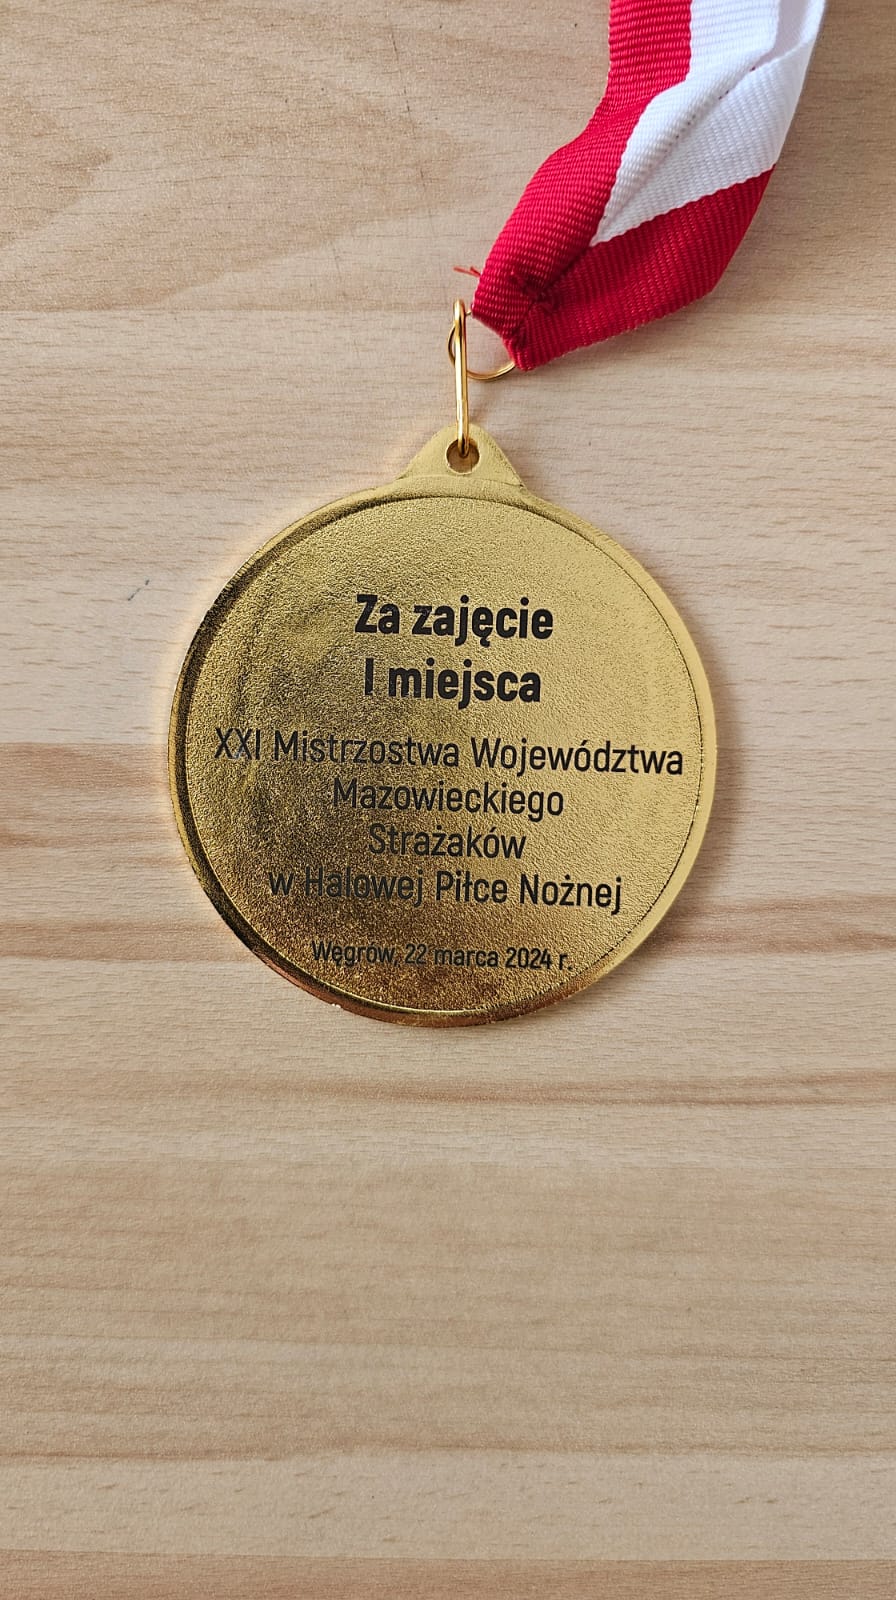 Za zajęcie
I miejsca
XXI Mistrzostwa Województwa
Mazowieckiego
Strażaków
w Halowej Piłce Nożnej
Węgrów, 22 marca 2024 r.